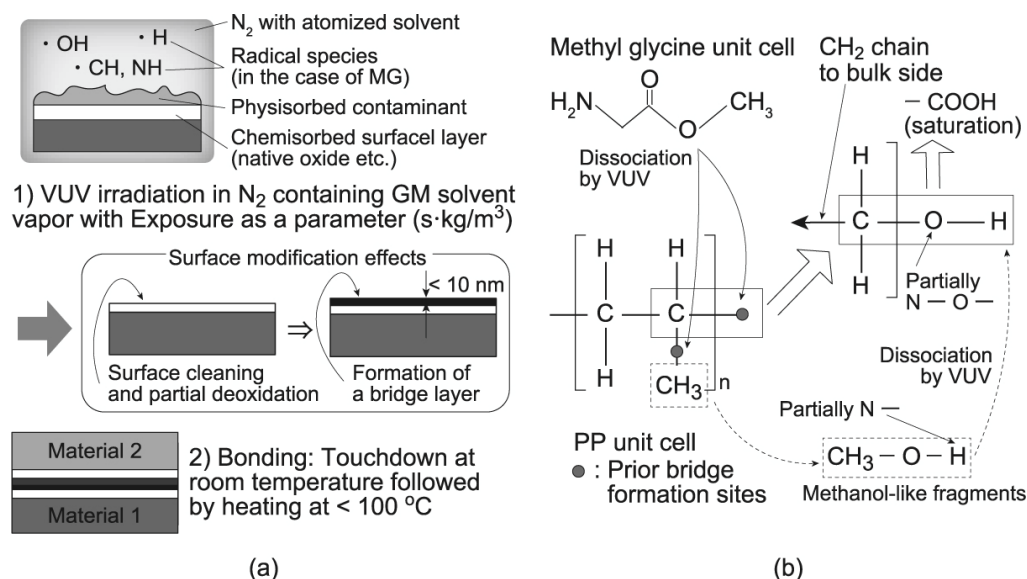 N2 with atomized solvent
· OH
· H
Radical species
(in the case of MG)
· CH, NH
Physisorbed contaminant
Chemisorbed surfacel layer
(native oxide etc.)
1) VUV irradiation in N2 containing GM solvent
vapor with Exposure as a parameter (s·kg/m3)
Surface modification effects
< 10 nm
⇒
Surface cleaning
and partial deoxidation
Formation of
a bridge layer
Material 2
Material 1
2) Bonding: Touchdown at
room temperature followed
by heating at < 100 oC
(a)
Methyl glycine unit cell
H2N
O
O
CH3
Dissociation
by VUV
CH2 chain
to bulk side
– COOH
(saturation)
H
C
O – H
H
Partially
N – O –
H
H
C
C
H
CH3
n
Dissociation
by VUV
PP unit cell
: Prior bridge
formation sites
Partially N –
CH3 – O – H
Methanol-like fragments
(b)